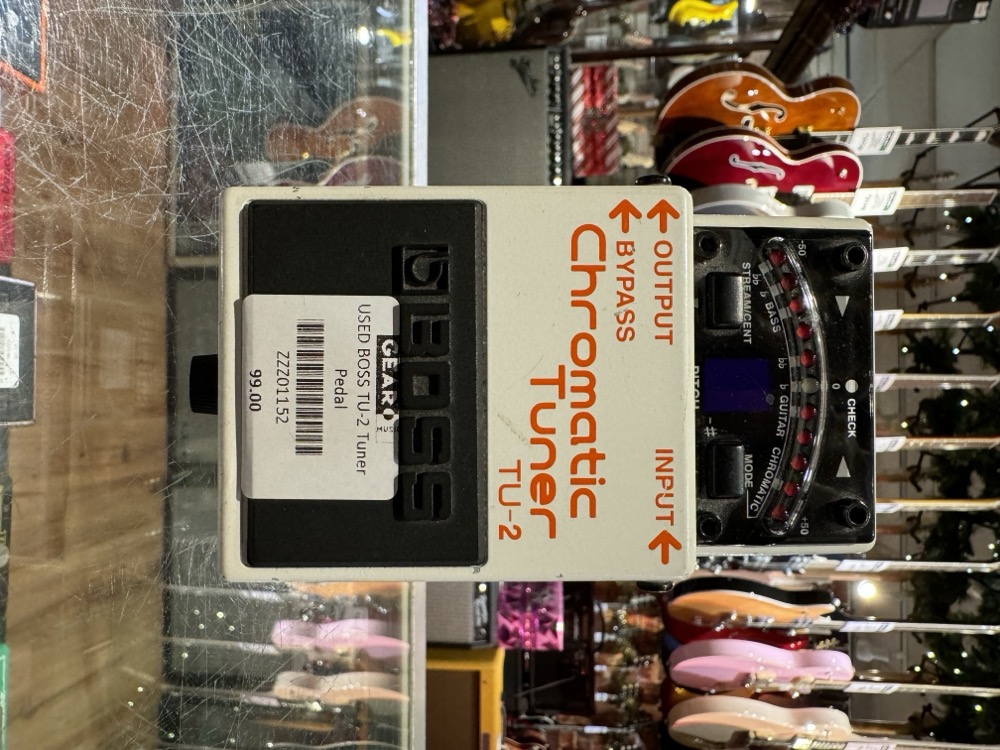 CHECK
-50
0
+50
♭♭ ♭ BASS
♭♭ ♭ GUITAR
CHROMATIC
STREAM/CENT
MODE
♯
OUTPUT
INPUT
BYPASS
Chromatic
Tuner
TU-2
BOSS
GEAR
MUSIC
USED BOSS TU-2 Tuner
Pedal
ZZZ01152
99.00